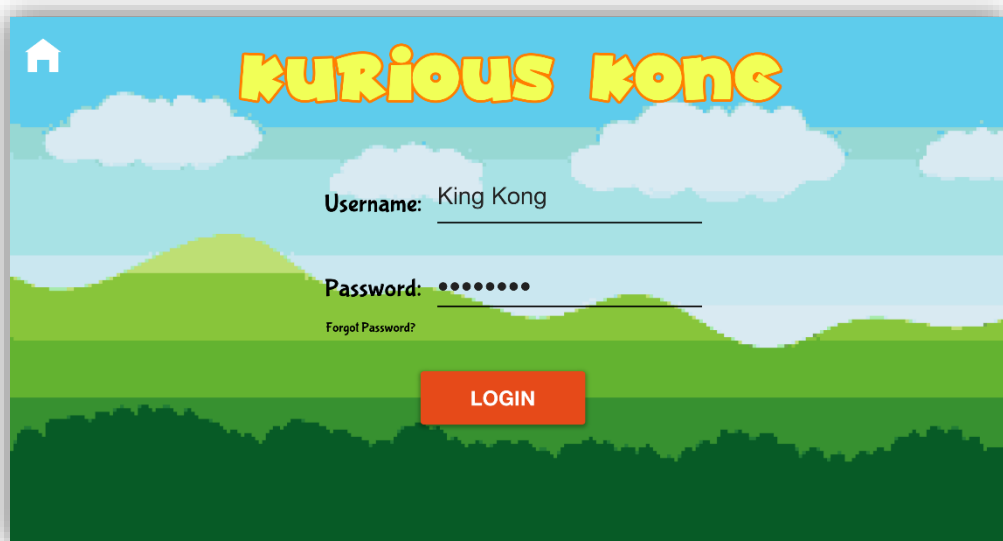 KURIOUS KONG
Username: King Kong
Password: ••••••••
Forgot Password?
LOGIN